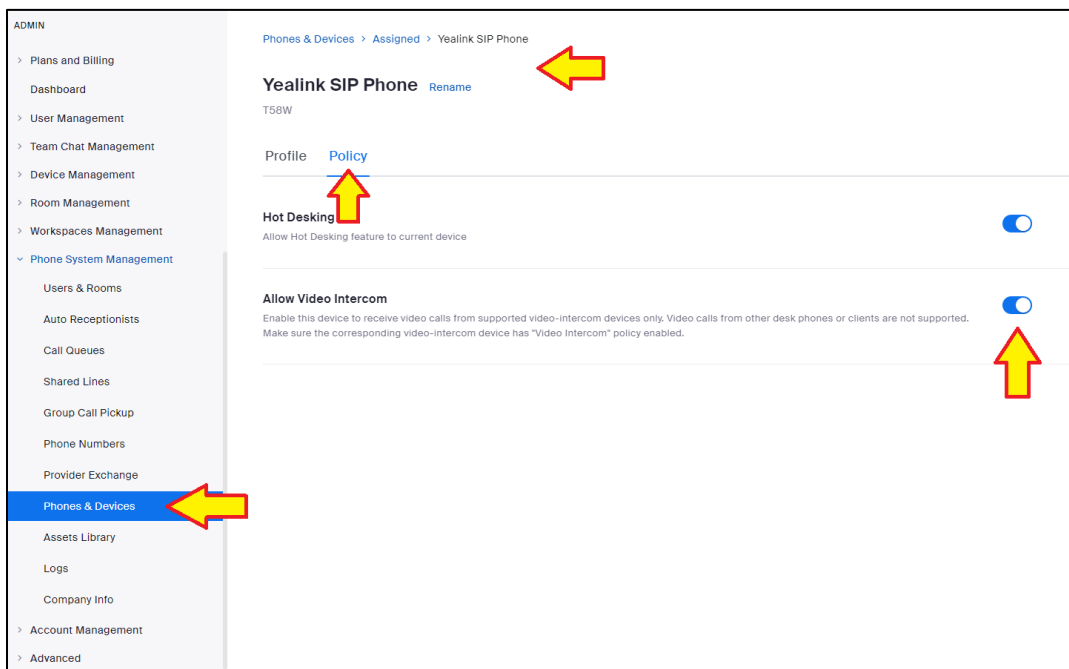 ADMIN
Plans and Billing
Dashboard
User Management
Team Chat Management
Device Management
Room Management
Workspaces Management
Phone System Management
Users & Rooms
Auto Receptionists
Call Queues
Shared Lines
Group Call Pickup
Phone Numbers
Provider Exchange
Phones & Devices
Assets Library
Logs
Company Info
Account Management
Advanced
Phones & Devices > Assigned > Yealink SIP Phone
Yealink SIP Phone Rename
T58W
Profile Policy
Hot Desking
Allow Hot Desking feature to current device
Allow Video Intercom
Enable this device to receive video calls from supported video-intercom devices only. Video calls from other desk phones or clients are not supported.
Make sure the corresponding video-intercom device has "Video Intercom" policy enabled.